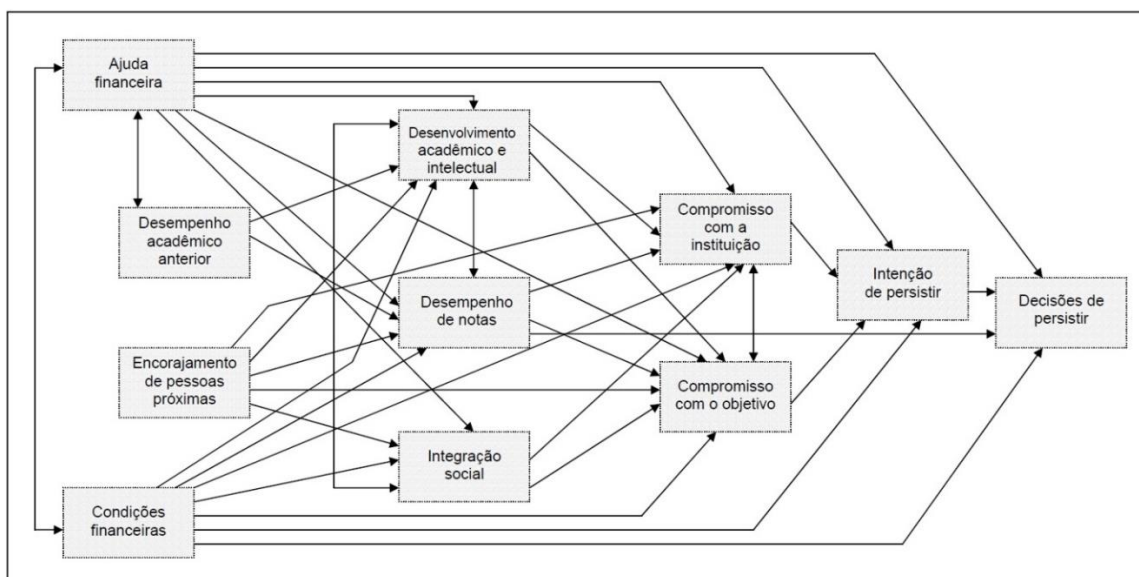 Ajuda
financeira
Desempenho
acadêmico
anterior
Encorajamento
de pessoas
próximas
Condições
financeiras
Desenvolvimento
acadêmico e
intelectual
Desempenho
de notas
Integração
social
Compromisso
com a
instituição
Compromisso
com o objetivo
Intenção
de persistir
Decisões de
persistir